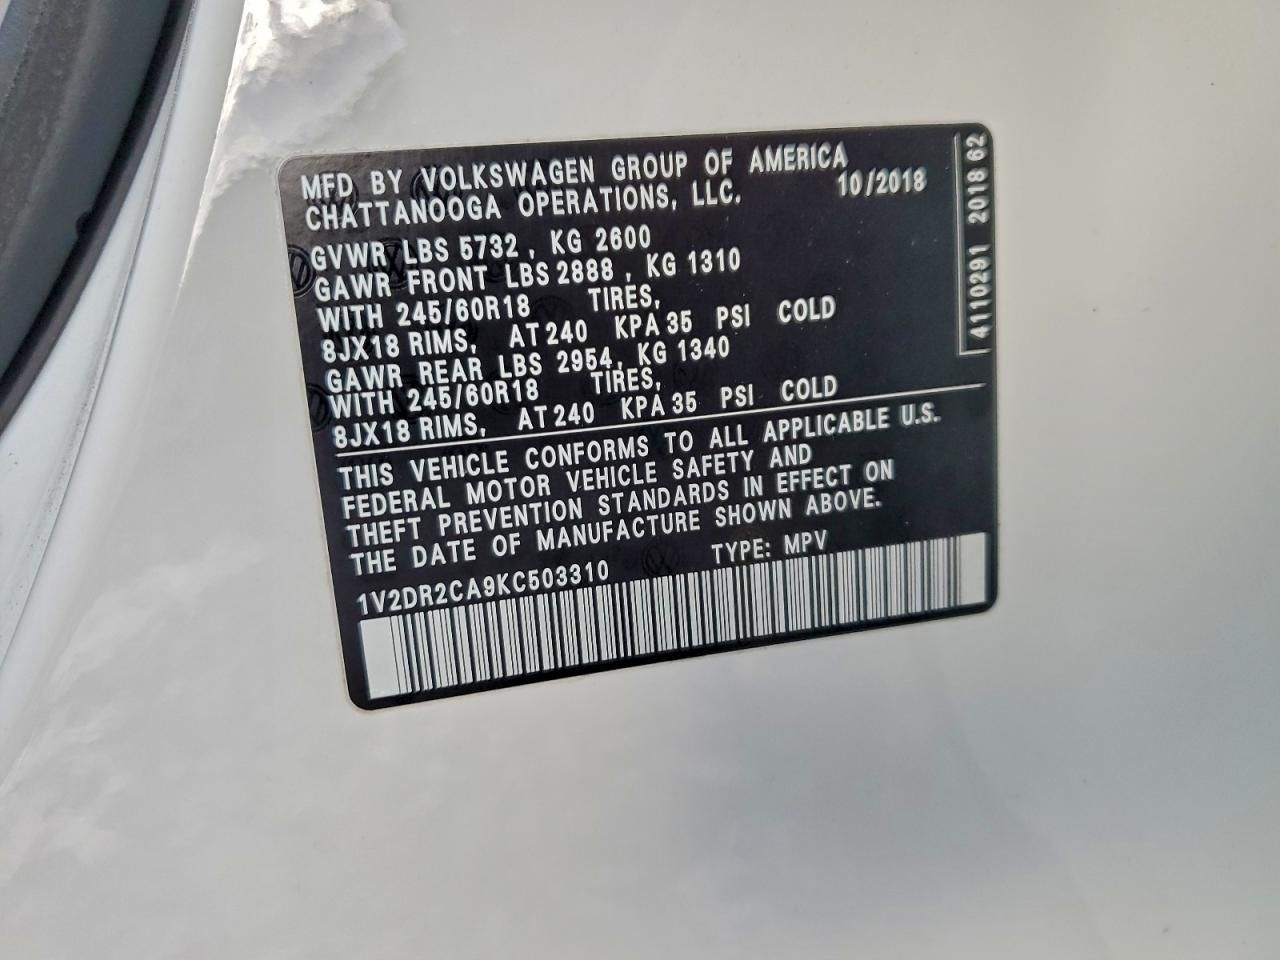 MFD BY VOLKSWAGEN GROUP OF AMERICA
CHATTANOOGA OPERATIONS, LLC. 10/2018
GVWR LBS 5732 , KG 2600
GAWR FRONT LBS 2888 , KG 1310
WITH 245/60R18 TIRES,
8JX18 RIMS, AT 240 KPA 35 PSI COLD
GAWR REAR LBS 2954, KG 1340
WITH 245/60R18 TIRES,
8JX18 RIMS, AT 240 KPA 35 PSI COLD
THIS VEHICLE CONFORMS TO ALL APPLICABLE U.S.
FEDERAL MOTOR VEHICLE SAFETY AND
THEFT PREVENTION STANDARDS IN EFFECT ON
THE DATE OF MANUFACTURE SHOWN ABOVE.
1V2DR2CA9KC503310 TYPE: MPV
4110291 2018 62